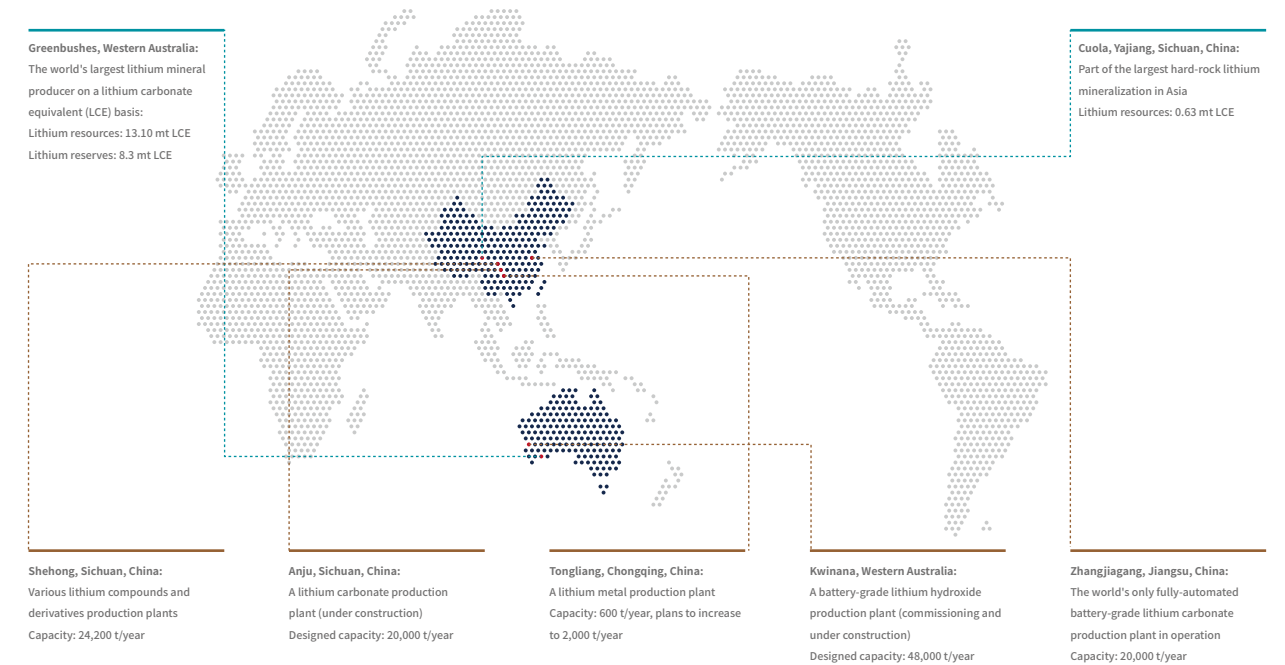 Greenbushes, Western Australia:
The world's largest lithium mineral
producer on a lithium carbonate
equivalent (LCE) basis:
Lithium resources: 13.10 mt LCE
Lithium reserves: 8.3 mt LCE
Cuola, Yajiang, Sichuan, China:
Part of the largest hard-rock lithium
mineralization in Asia
Lithium resources: 0.63 mt LCE
Shehong, Sichuan, China:
Various lithium compounds and
derivatives production plants
Capacity: 24,200 t/year
Anju, Sichuan, China:
A lithium carbonate production
plant (under construction)
Designed capacity: 20,000 t/year
Tongliang, Chongqing, China:
A lithium metal production plant
Capacity: 600 t/year, plans to increase
to 2,000 t/year
Kwinana, Western Australia:
A battery-grade lithium hydroxide
production plant (commissioning and
under construction)
Designed capacity: 48,000 t/year
Zhangjiagang, Jiangsu, China:
The world's only fully-automated
battery-grade lithium carbonate
production plant in operation
Capacity: 20,000 t/year